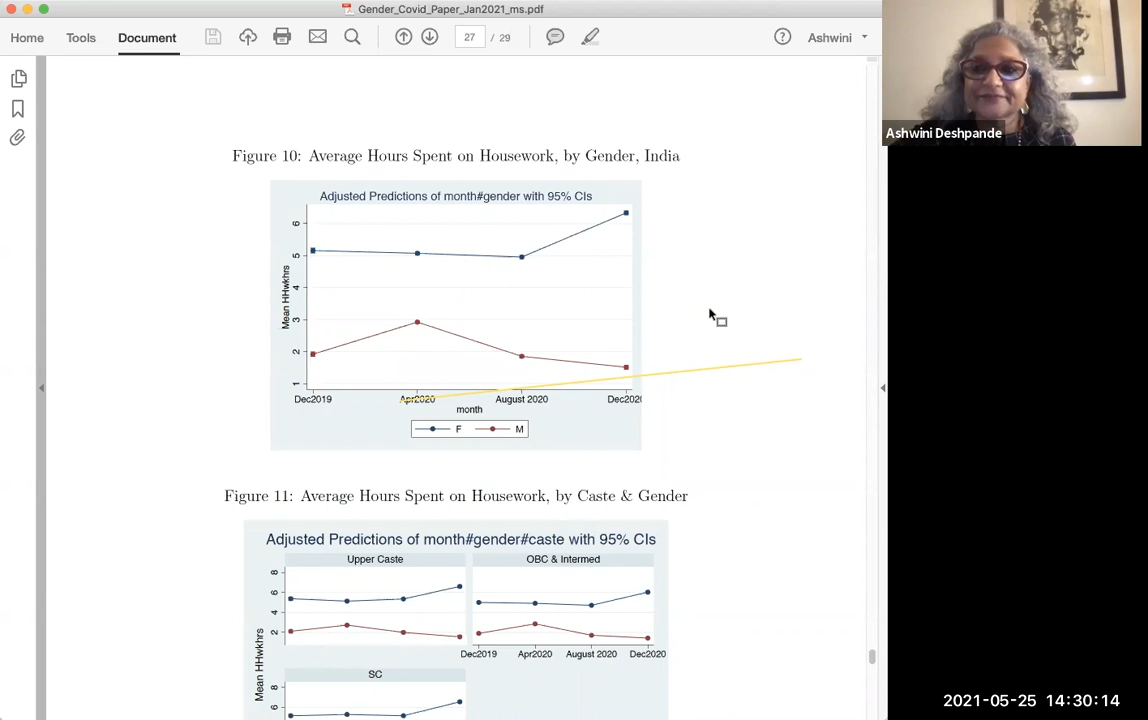 Gender_Covid_Paper_Jan2021_ms.pdf
Home Tools Document 27 / 29 Ashwini
Ashwini Deshpande
Figure 10: Average Hours Spent on Housework, by Gender, India
Adjusted Predictions of month#gender with 95% CIs
Mean HHwkhrs
6
5
4
3
2
1
Dec2019 Apr2020 August 2020 Dec2020
month
F M
Figure 11: Average Hours Spent on Housework, by Caste & Gender
Adjusted Predictions of month#gender#caste with 95% CIs
Upper Caste OBC & Intermed
Mean HHwkhrs
8
6
4
2
Dec2019 Apr2020 August 2020 Dec2020
SC
8
6
2021-05-25 14:30:14